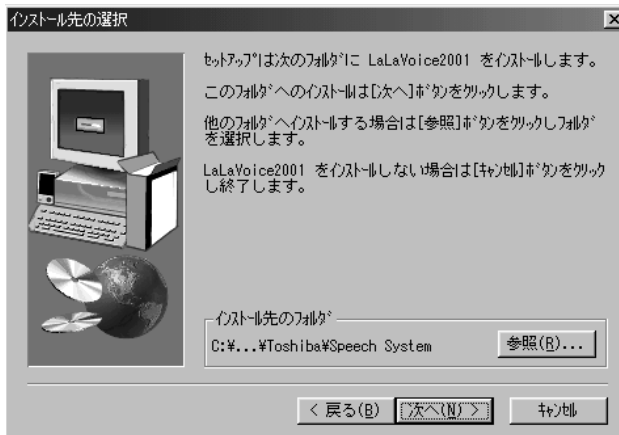 インストール先の選択
セットアップは次のフォルダに LaLaVoice2001 をインストールします。
このフォルダへのインストールは[次へ]ボタンをクリックします。
他のフォルダへインストールする場合は[参照]ボタンをクリックしフォルダ
を選択します。
LaLaVoice2001 をインストールしない場合は[キャンセル]ボタンをクリック
し終了します。
インストール先のフォルダ
C:¥...¥Toshiba¥Speech System
参照(R)...
< 戻る(B)
次へ(N) >
キャンセル